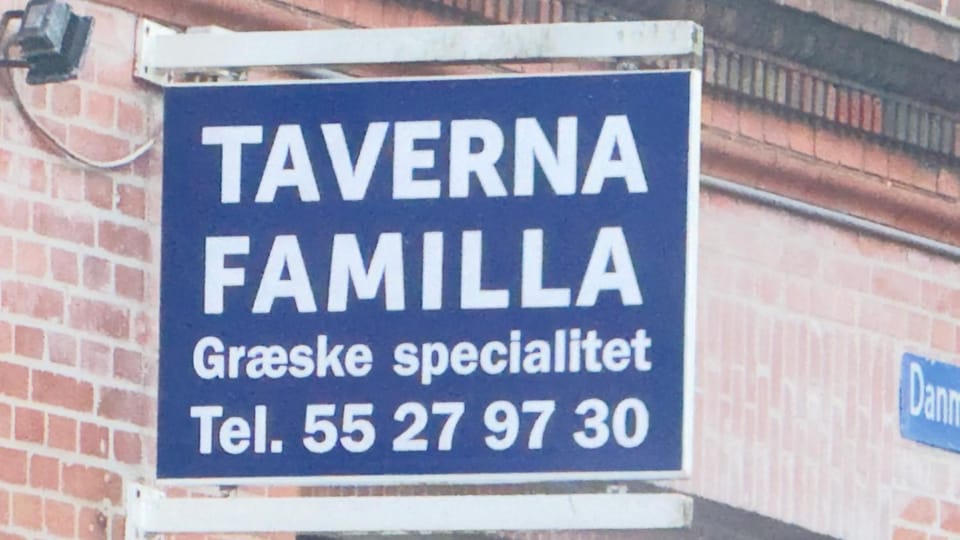 TAVERNA
FAMILLA
Græske specialitet
Tel. 55 27 97 30